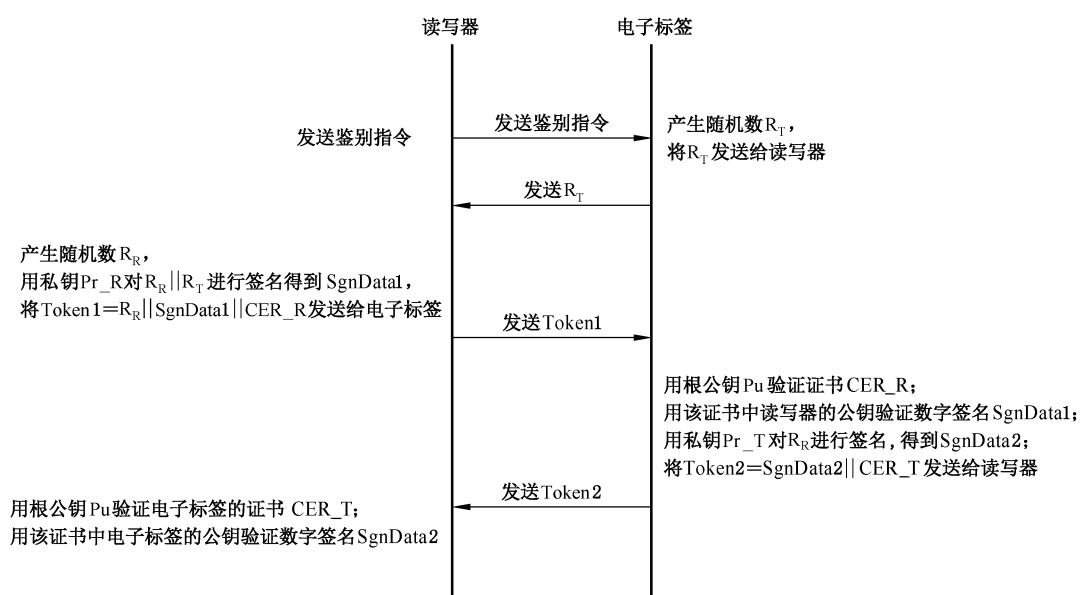 读写器
电子标签
发送鉴别指令
发送鉴别指令
产生随机数R_T，
将R_T发送给读写器
发送R_T
产生随机数R_R，
用私钥Pr_R对R_R||R_T进行签名得到SgnData1，
将Token1=R_R||SgnData1||CER_R发送给电子标签
发送Token1
用根公钥Pu验证证书CER_R；
用该证书中读写器的公钥验证数字签名SgnData1；
用私钥Pr_T对R_R进行签名，得到SgnData2；
将Token2=SgnData2||CER_T发送给读写器
发送Token2
用根公钥Pu验证电子标签的证书CER_T；
用该证书中电子标签的公钥验证数字签名SgnData2